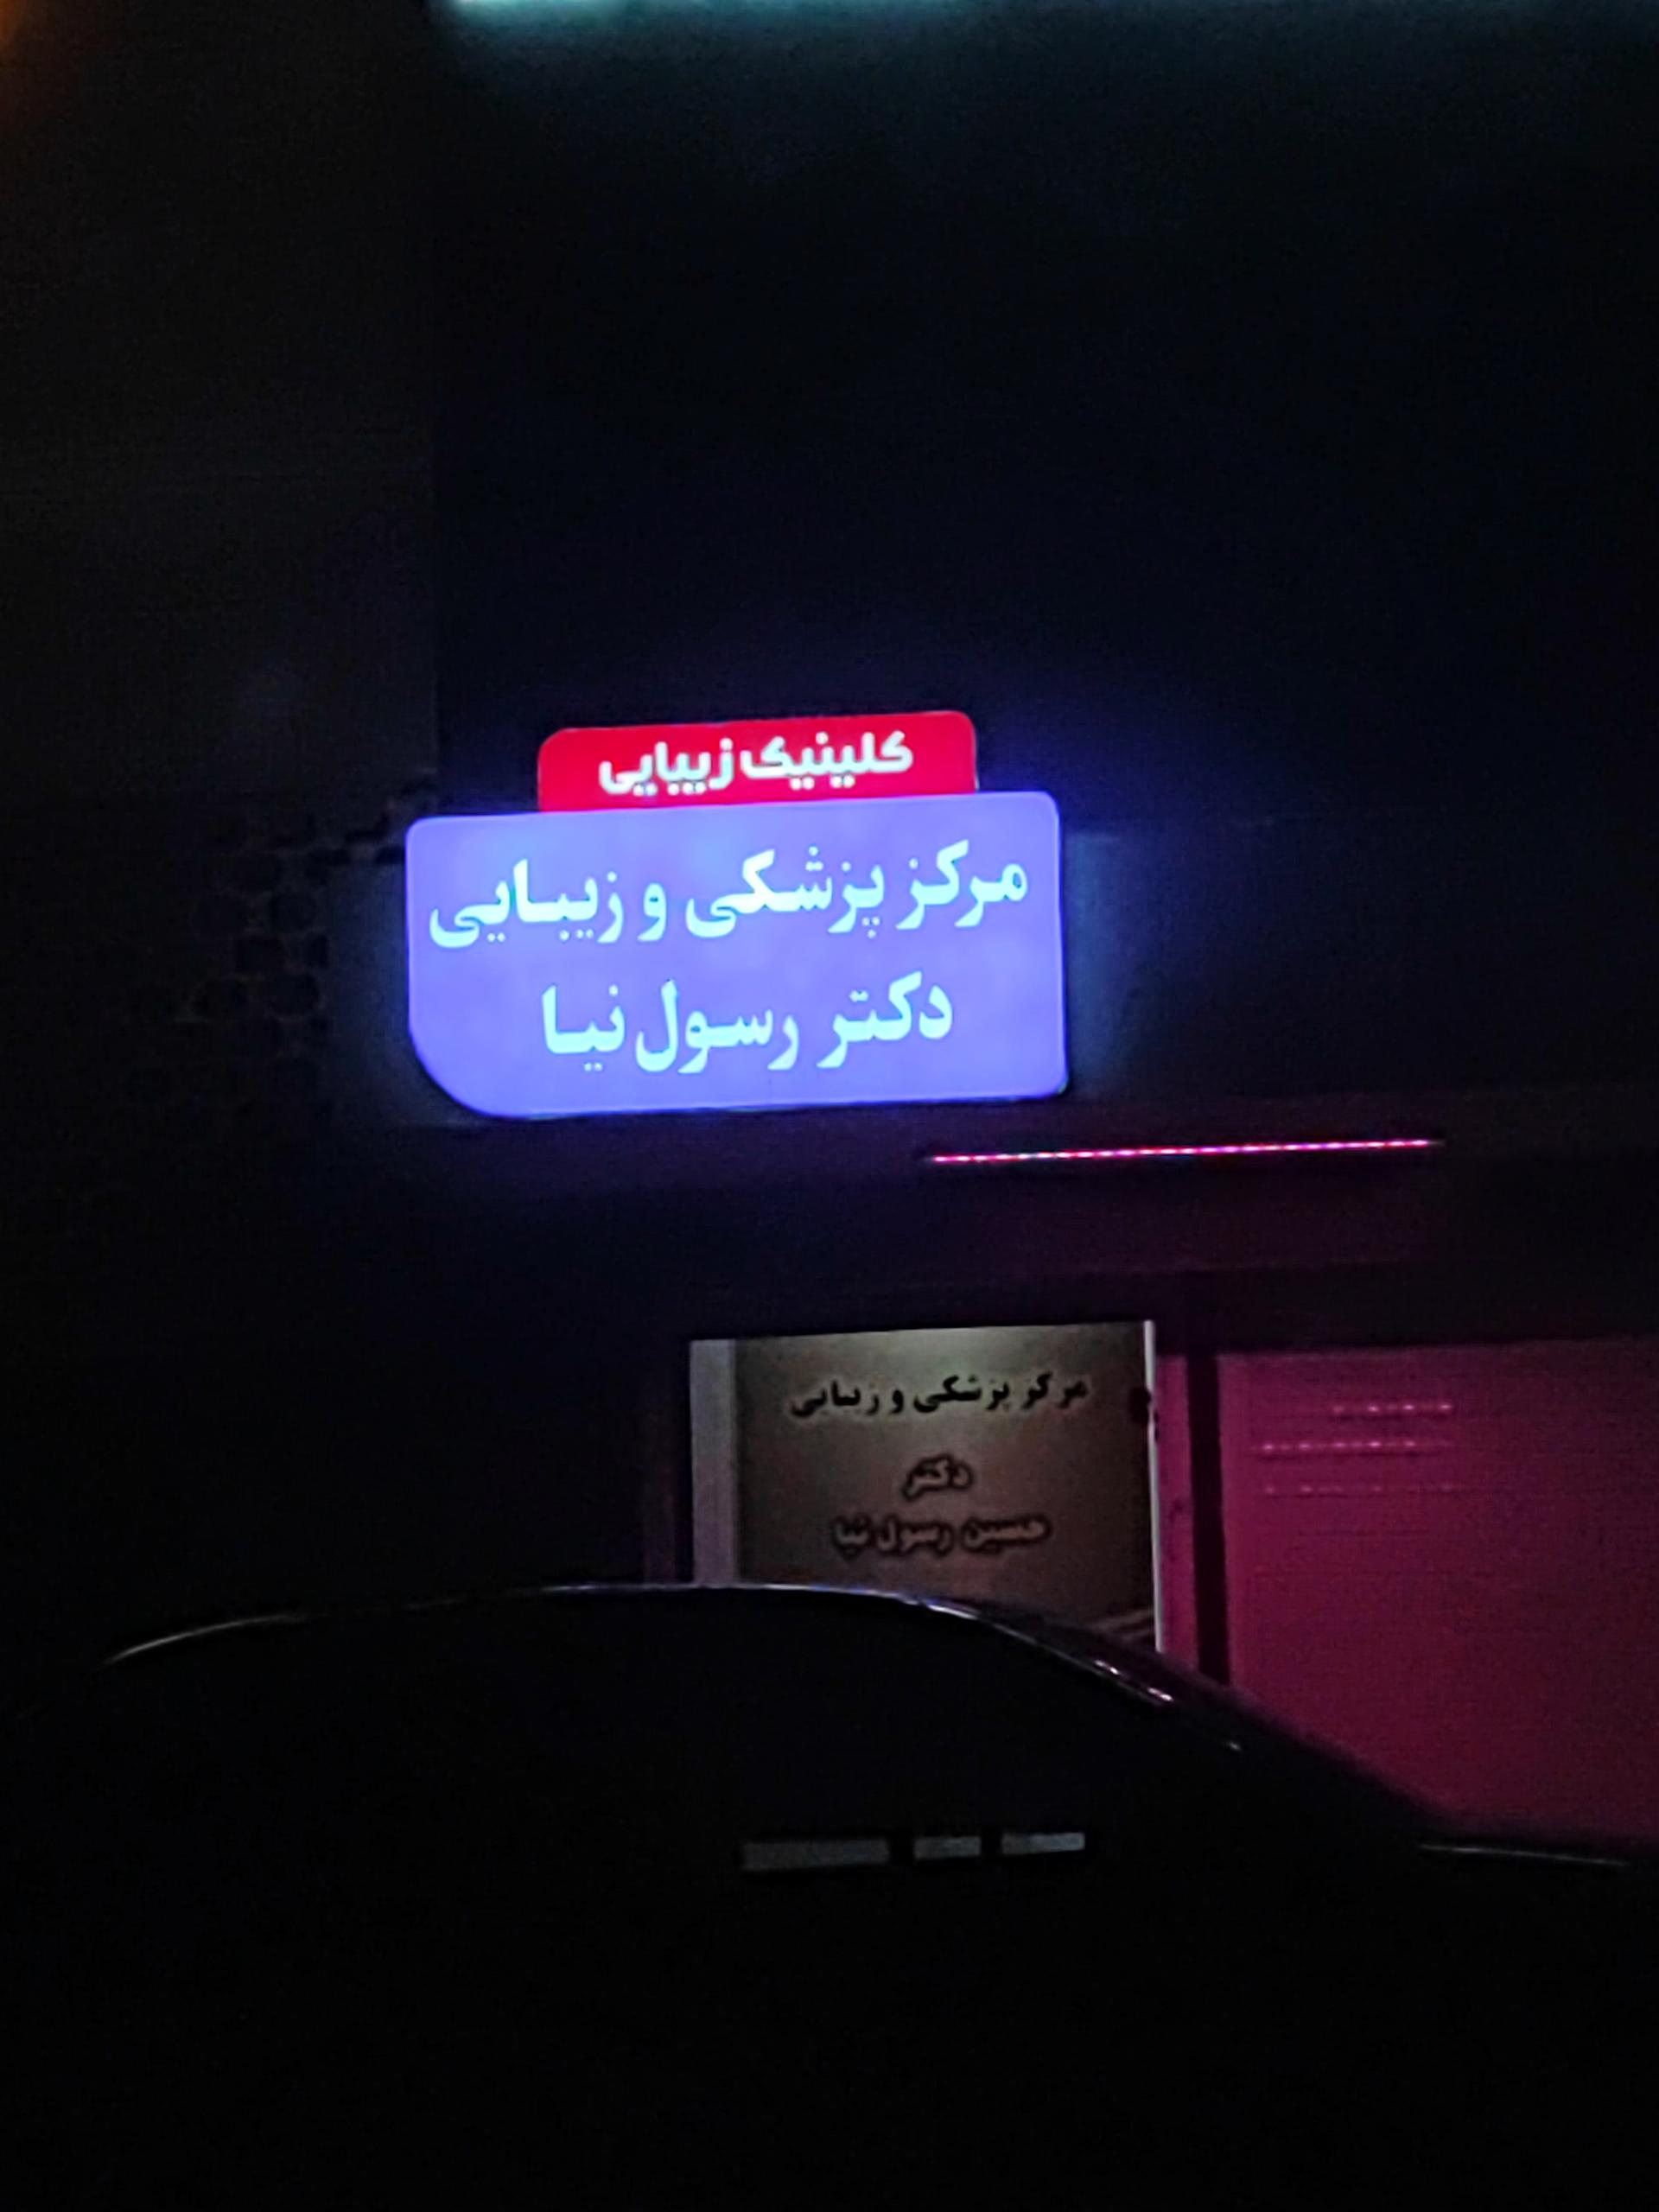 کلینیک زیبایی
مرکز پزشکی و زیبایی
دکتر رسول نیا
مرکز پزشکی و زیبایی
دکتر
حسین رسول نیا